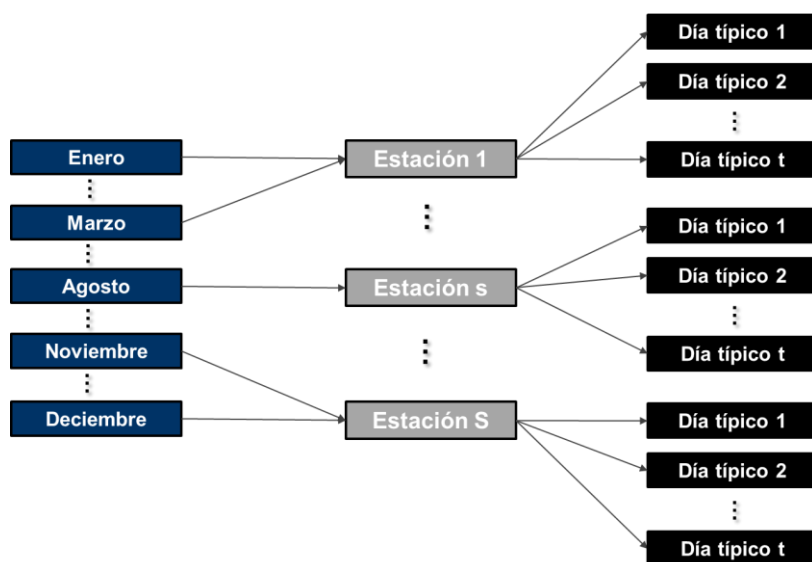 Enero
Marzo
Agosto
Noviembre
Deciembre
Estación 1
Estación s
Estación S
Día típico 1
Día típico 2
Día típico t
Día típico 1
Día típico 2
Día típico t
Día típico 1
Día típico 2
Día típico t